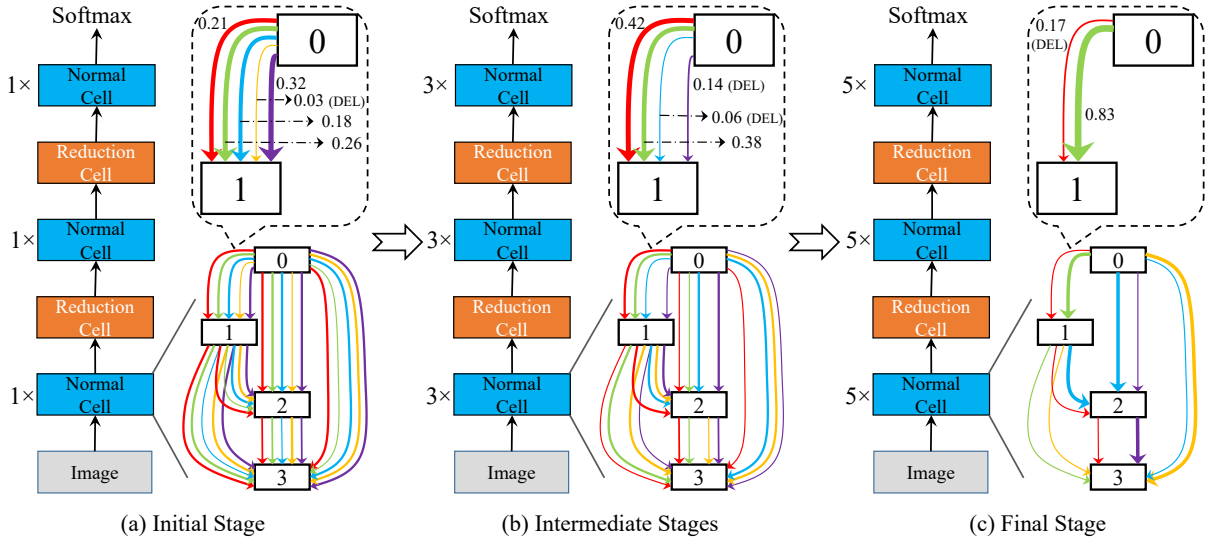 Softmax
1×
Normal
Cell
Reduction
Cell
1×
Normal
Cell
Reduction
Cell
1×
Normal
Cell
Image
0.21
0
0.32
0.03 (DEL)
0.18
0.26
1
0
1
2
3
(a) Initial Stage
Softmax
3×
Normal
Cell
Reduction
Cell
3×
Normal
Cell
Reduction
Cell
3×
Normal
Cell
Image
0.42
0
0.14 (DEL)
0.06 (DEL)
0.38
1
0
1
2
3
(b) Intermediate Stages
Softmax
5×
Normal
Cell
Reduction
Cell
5×
Normal
Cell
Reduction
Cell
5×
Normal
Cell
Image
0.17
(DEL)
0
0.83
1
0
1
2
3
(c) Final Stage